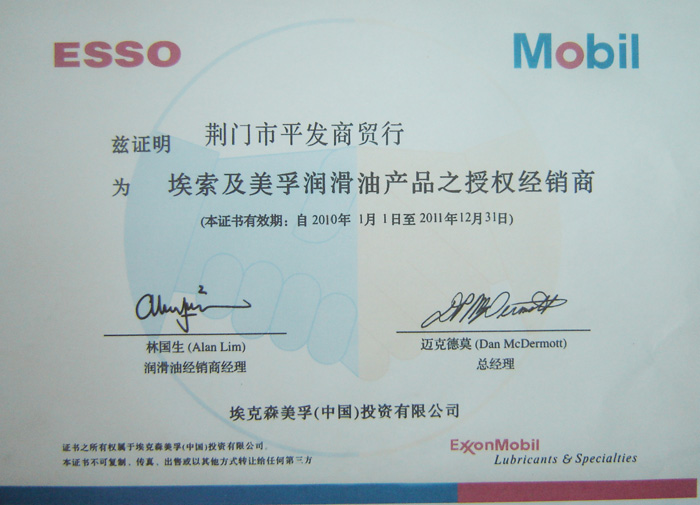 ESSO
Mobil
兹证明 荆门市平发商贸行
为 埃索及美孚润滑油产品之授权经销商
(本证书有效期：自2010年 1月 1日至 2011年12月31日)
林国生 (Alan Lim)
润滑油经销商经理
迈克德莫 (Dan McDermott)
总经理
埃克森美孚(中国)投资有限公司
证书之所有权属于埃克森美孚(中国)投资有限公司，
本证书不可复制、传真、出售或以其他方式转让给任何第三方
ExxonMobil
Lubricants & Specialties